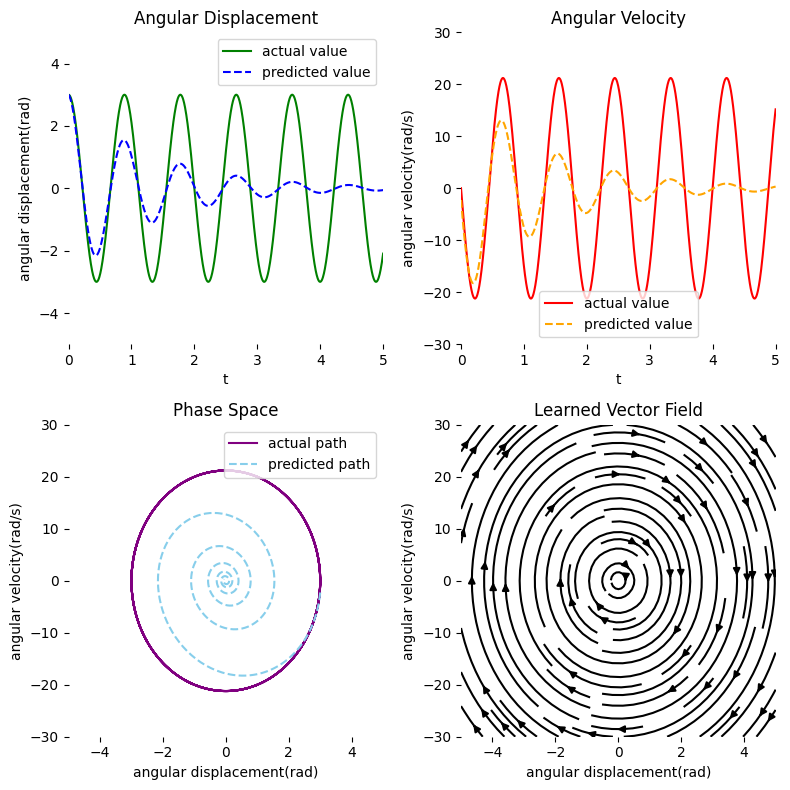 Angular Displacement
angular displacement(rad)
4
2
0
−2
−4
actual value
predicted value
0 1 2 3 4 5
t
Angular Velocity
angular velocity(rad/s)
30
20
10
0
−10
−20
−30
actual value
predicted value
0 1 2 3 4 5
t
Phase Space
angular velocity(rad/s)
30
20
10
0
−10
−20
−30
actual path
predicted path
−4 −2 0 2 4
angular displacement(rad)
Learned Vector Field
angular velocity(rad/s)
30
20
10
0
−10
−20
−30
−4 −2 0 2 4
angular displacement(rad)